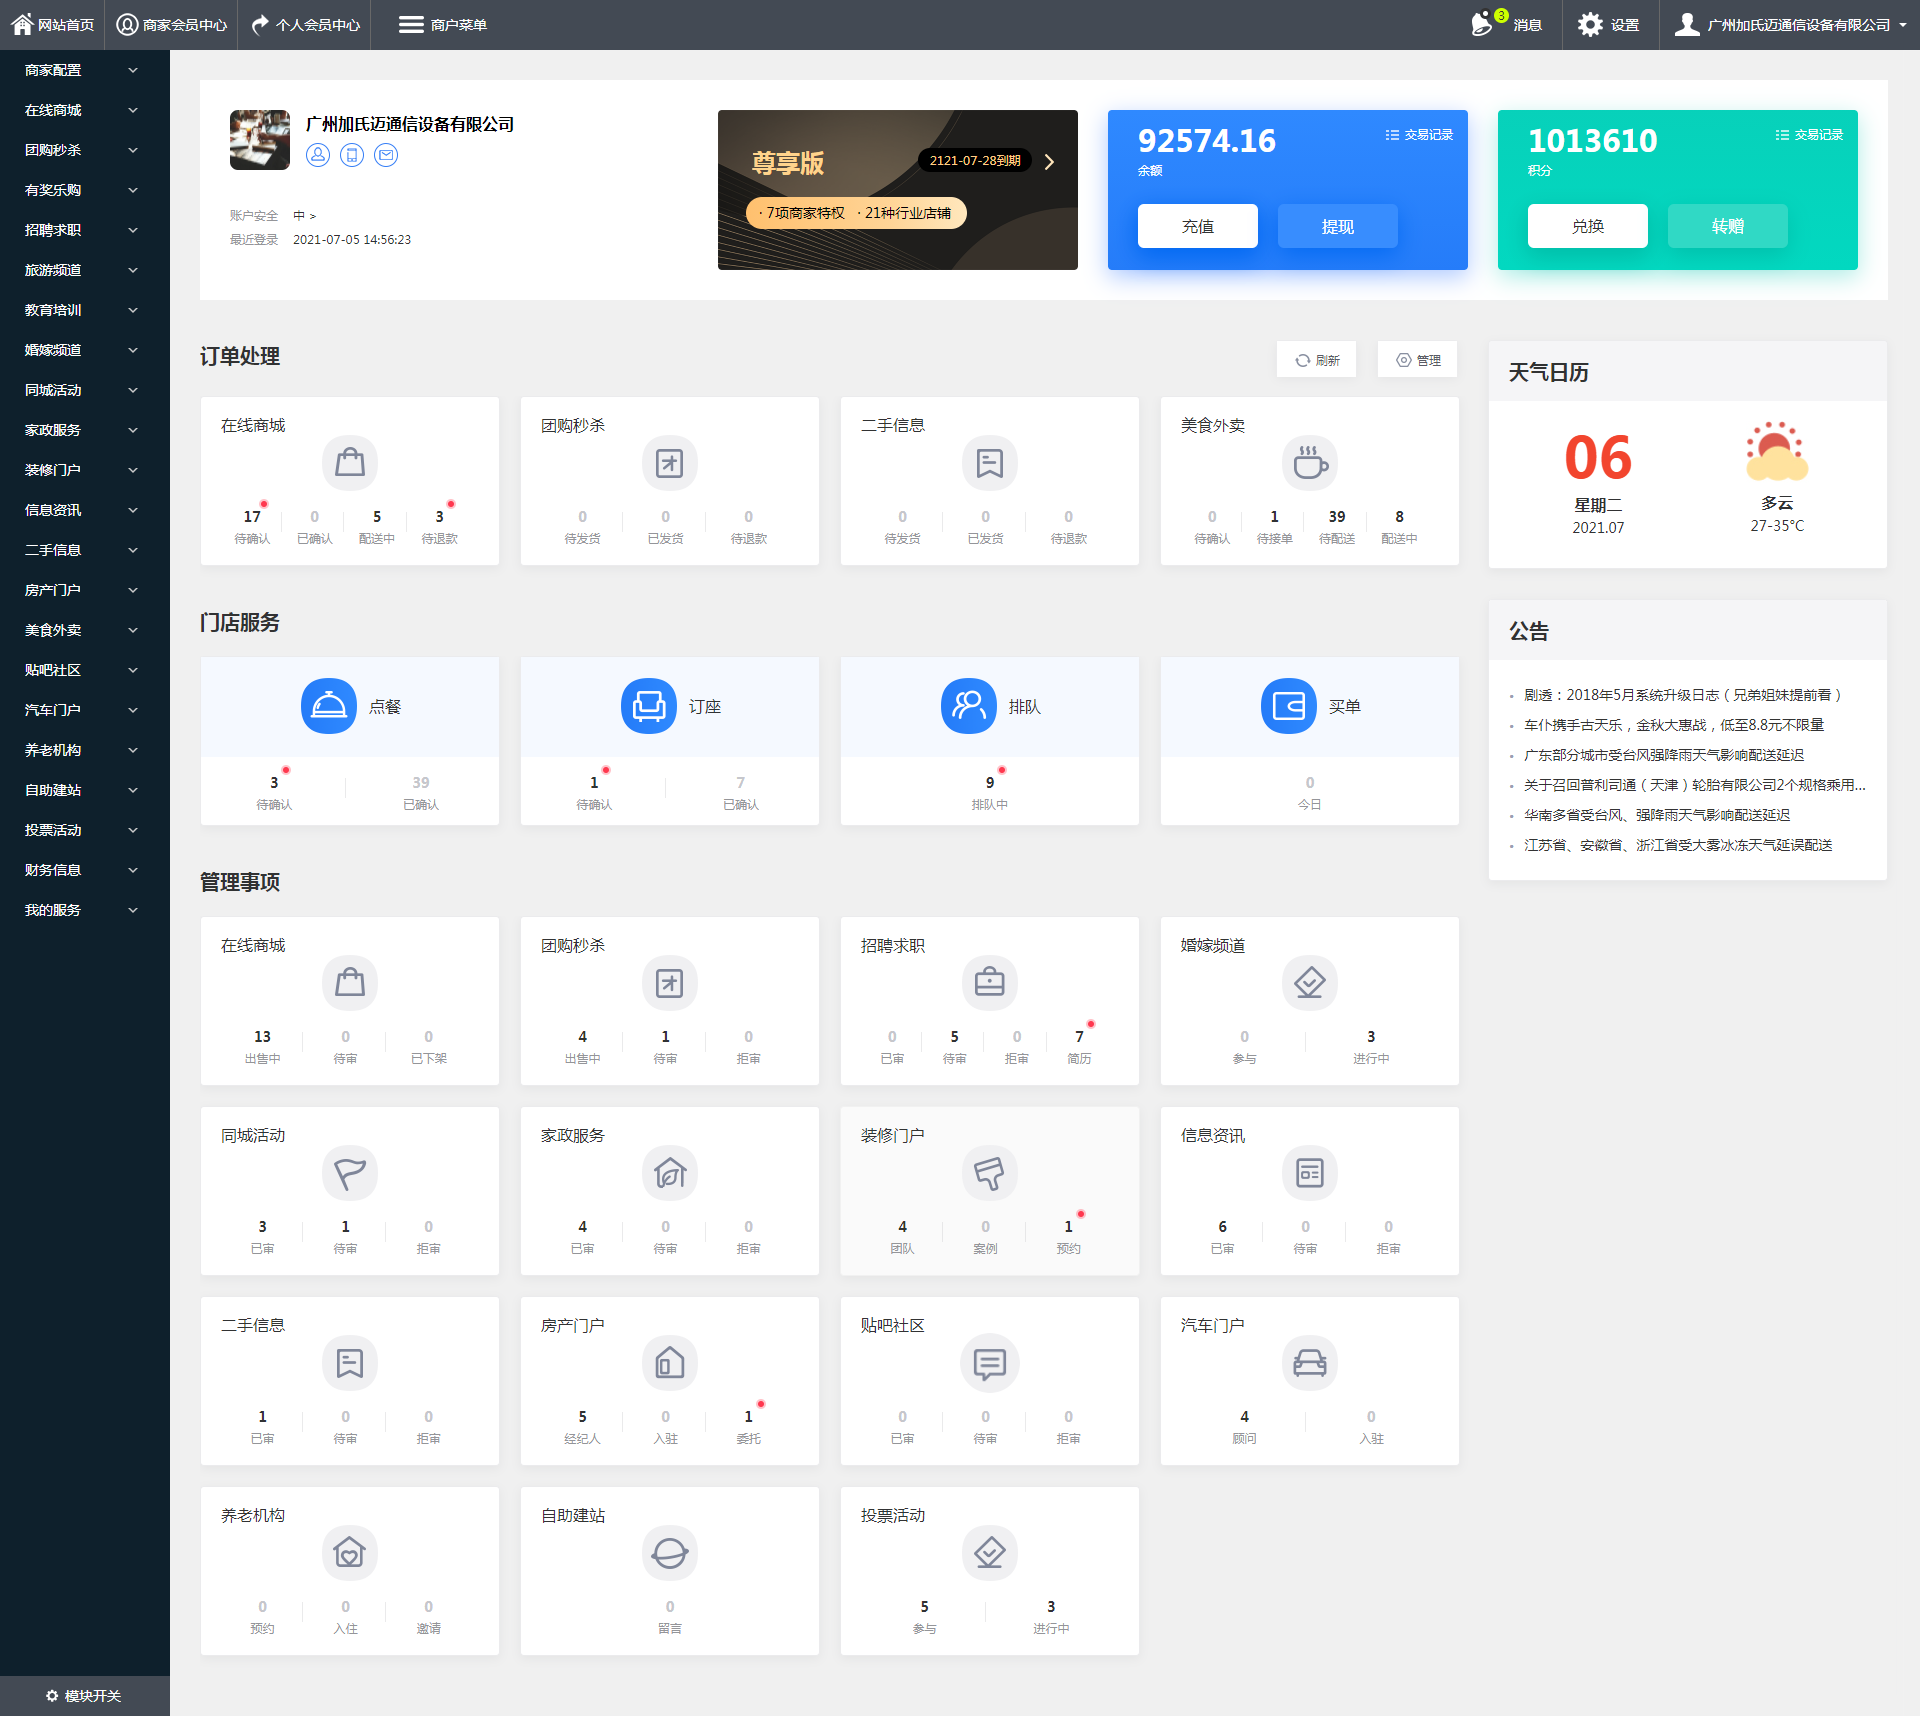 网站首页 商家会员中心 个人会员中心 商户菜单 3 消息 设置 广州加氏迈通信设备有限公司
商家配置
在线商城
团购秒杀
有奖乐购
招聘求职
旅游频道
教育培训
婚嫁频道
同城活动
家政服务
装修门户
信息资讯
二手信息
房产门户
美食外卖
贴吧社区
汽车门户
养老机构
自助建站
投票活动
财务信息
我的服务
模块开关
广州加氏迈通信设备有限公司
账户安全 中 >
最近登录 2021-07-05 14:56:23
尊享版 2121-07-28到期
· 7项商家特权 · 21种行业店铺
92574.16 交易记录
余额
充值 提现
1013610 交易记录
积分
兑换 转赠
订单处理 刷新 管理
在线商城
17 0 5 3
待确认 已确认 配送中 待退款
团购秒杀
0 0 0
待发货 已发货 待退款
二手信息
0 0 0
待发货 已发货 待退款
美食外卖
0 1 39 8
待确认 待接单 待配送 配送中
门店服务
点餐
3 39
待确认 已确认
订座
1 7
待确认 已确认
排队
9
排队中
买单
0
今日
管理事项
在线商城
13 0 0
出售中 待审 已下架
团购秒杀
4 1 0
出售中 待审 拒审
招聘求职
0 5 0 7
已审 待审 拒审 简历
婚嫁频道
0 3
参与 进行中
同城活动
3 1 0
已审 待审 拒审
家政服务
4 0 0
已审 待审 拒审
装修门户
4 0 1
团队 案例 预约
信息资讯
6 0 0
已审 待审 拒审
二手信息
1 0 0
已审 待审 拒审
房产门户
5 0 1
经纪人 入驻 委托
贴吧社区
0 0 0
已审 待审 拒审
汽车门户
4 0
顾问 入驻
养老机构
0 0 0
预约 入住 邀请
自助建站
0
留言
投票活动
5 3
参与 进行中
天气日历
06
星期二
2021.07
多云
27-35°C
公告
剧透：2018年5月系统升级日志（兄弟姐妹提前看）
车仆携手古天乐，金秋大惠战，低至8.8元不限量
广东部分城市受台风强降雨天气影响配送延迟
关于召回普利司通（天津）轮胎有限公司2个规格乘用...
华南多省受台风、强降雨天气影响配送延迟
江苏省、安徽省、浙江省受大雾冰冻天气延误配送